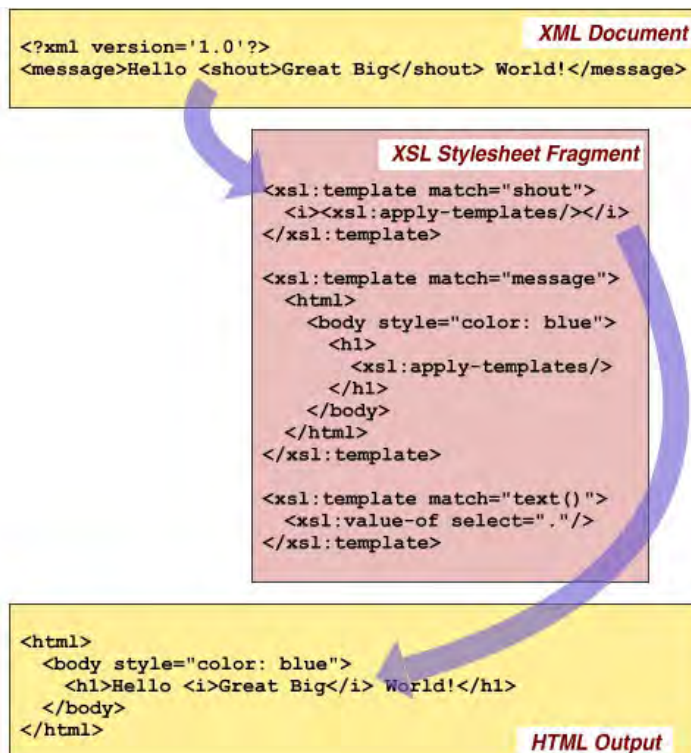 XML Document
<?xml version='1.0'?>
<message>Hello <shout>Great Big</shout> World!</message>
XSL Stylesheet Fragment
<xsl:template match="shout">
  <i><xsl:apply-templates/></i>
</xsl:template>
<xsl:template match="message">
  <html>
    <body style="color: blue">
      <h1>
        <xsl:apply-templates/>
      </h1>
    </body>
  </html>
</xsl:template>
<xsl:template match="text()">
  <xsl:value-of select="."/>
</xsl:template>
<html>
  <body style="color: blue">
    <h1>Hello <i>Great Big</i> World!</h1>
  </body>
</html>
HTML Output